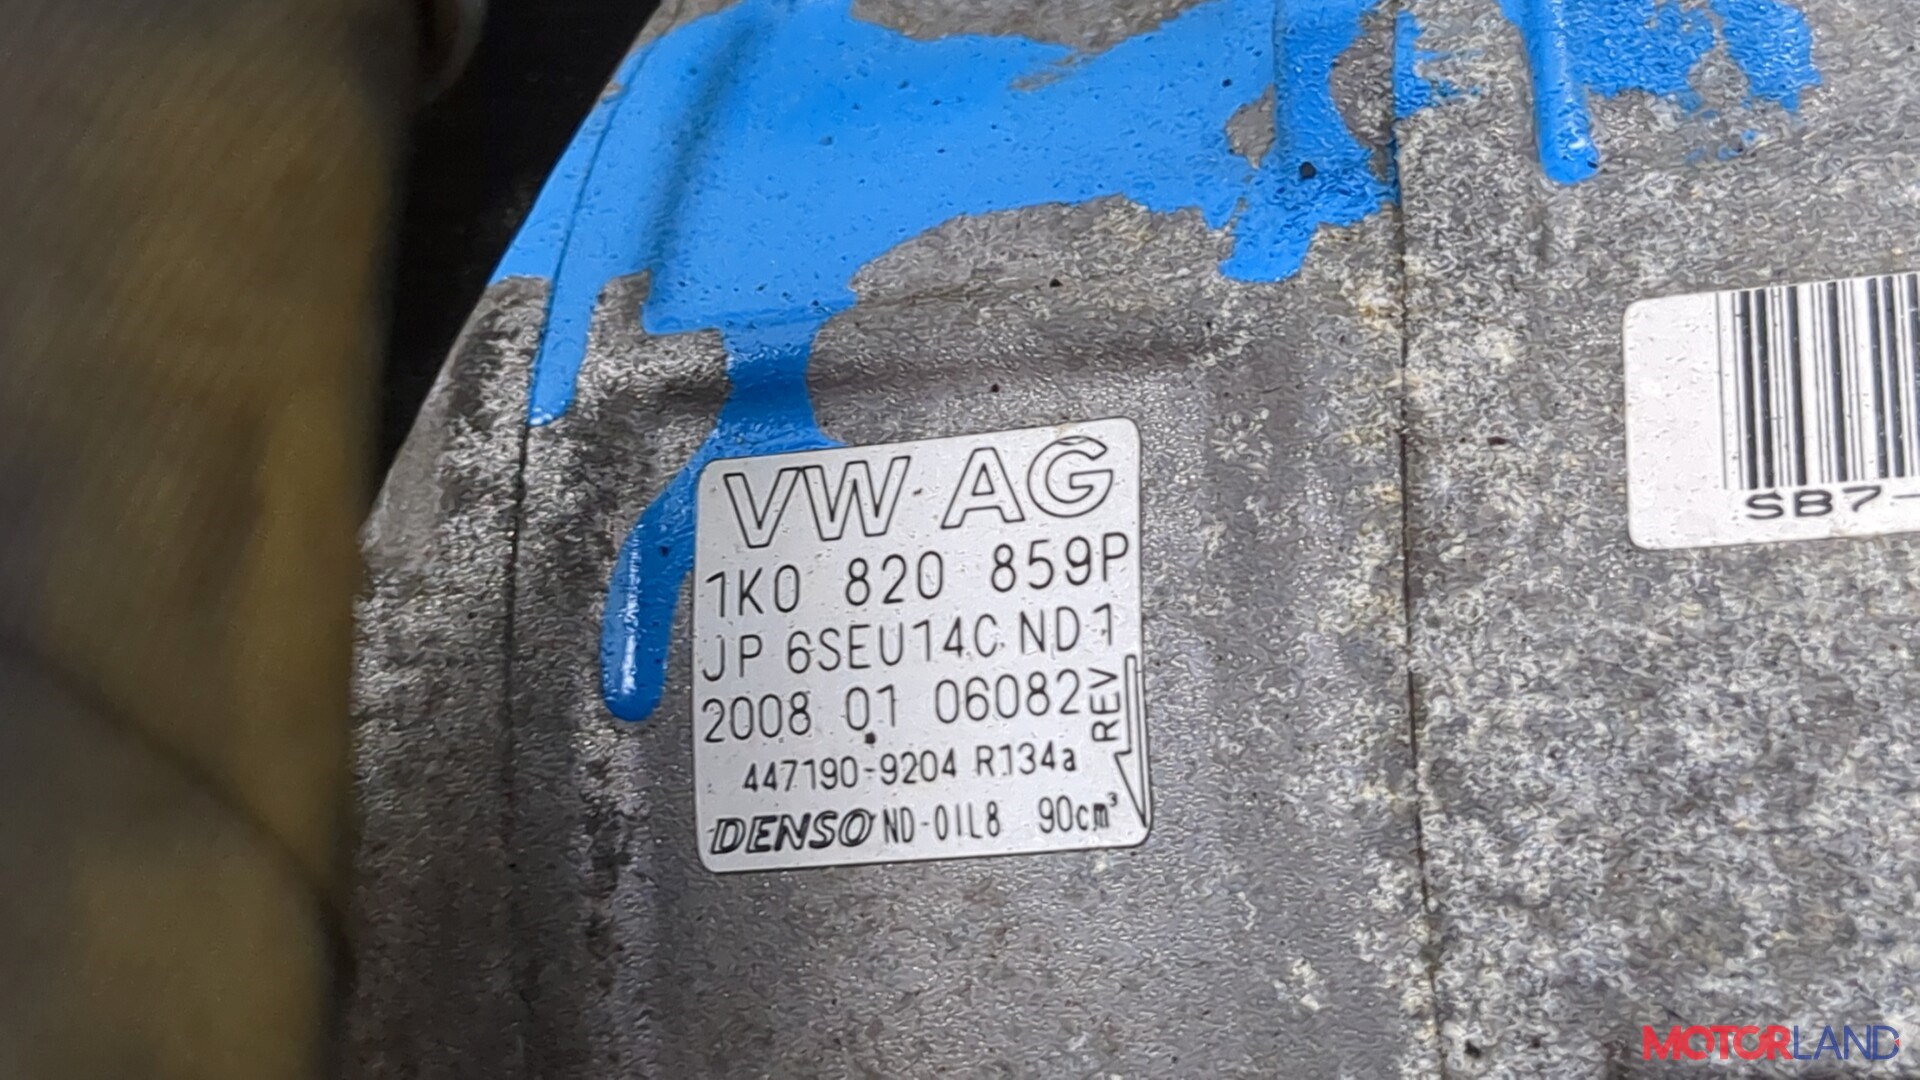 VW AG
1K0 820 859P
JP 6SEU14C ND1
2008 01 06082
REV
447190-9204 R134a
DENSO ND-OIL8 90cm³
SB7-
MOTORLAND